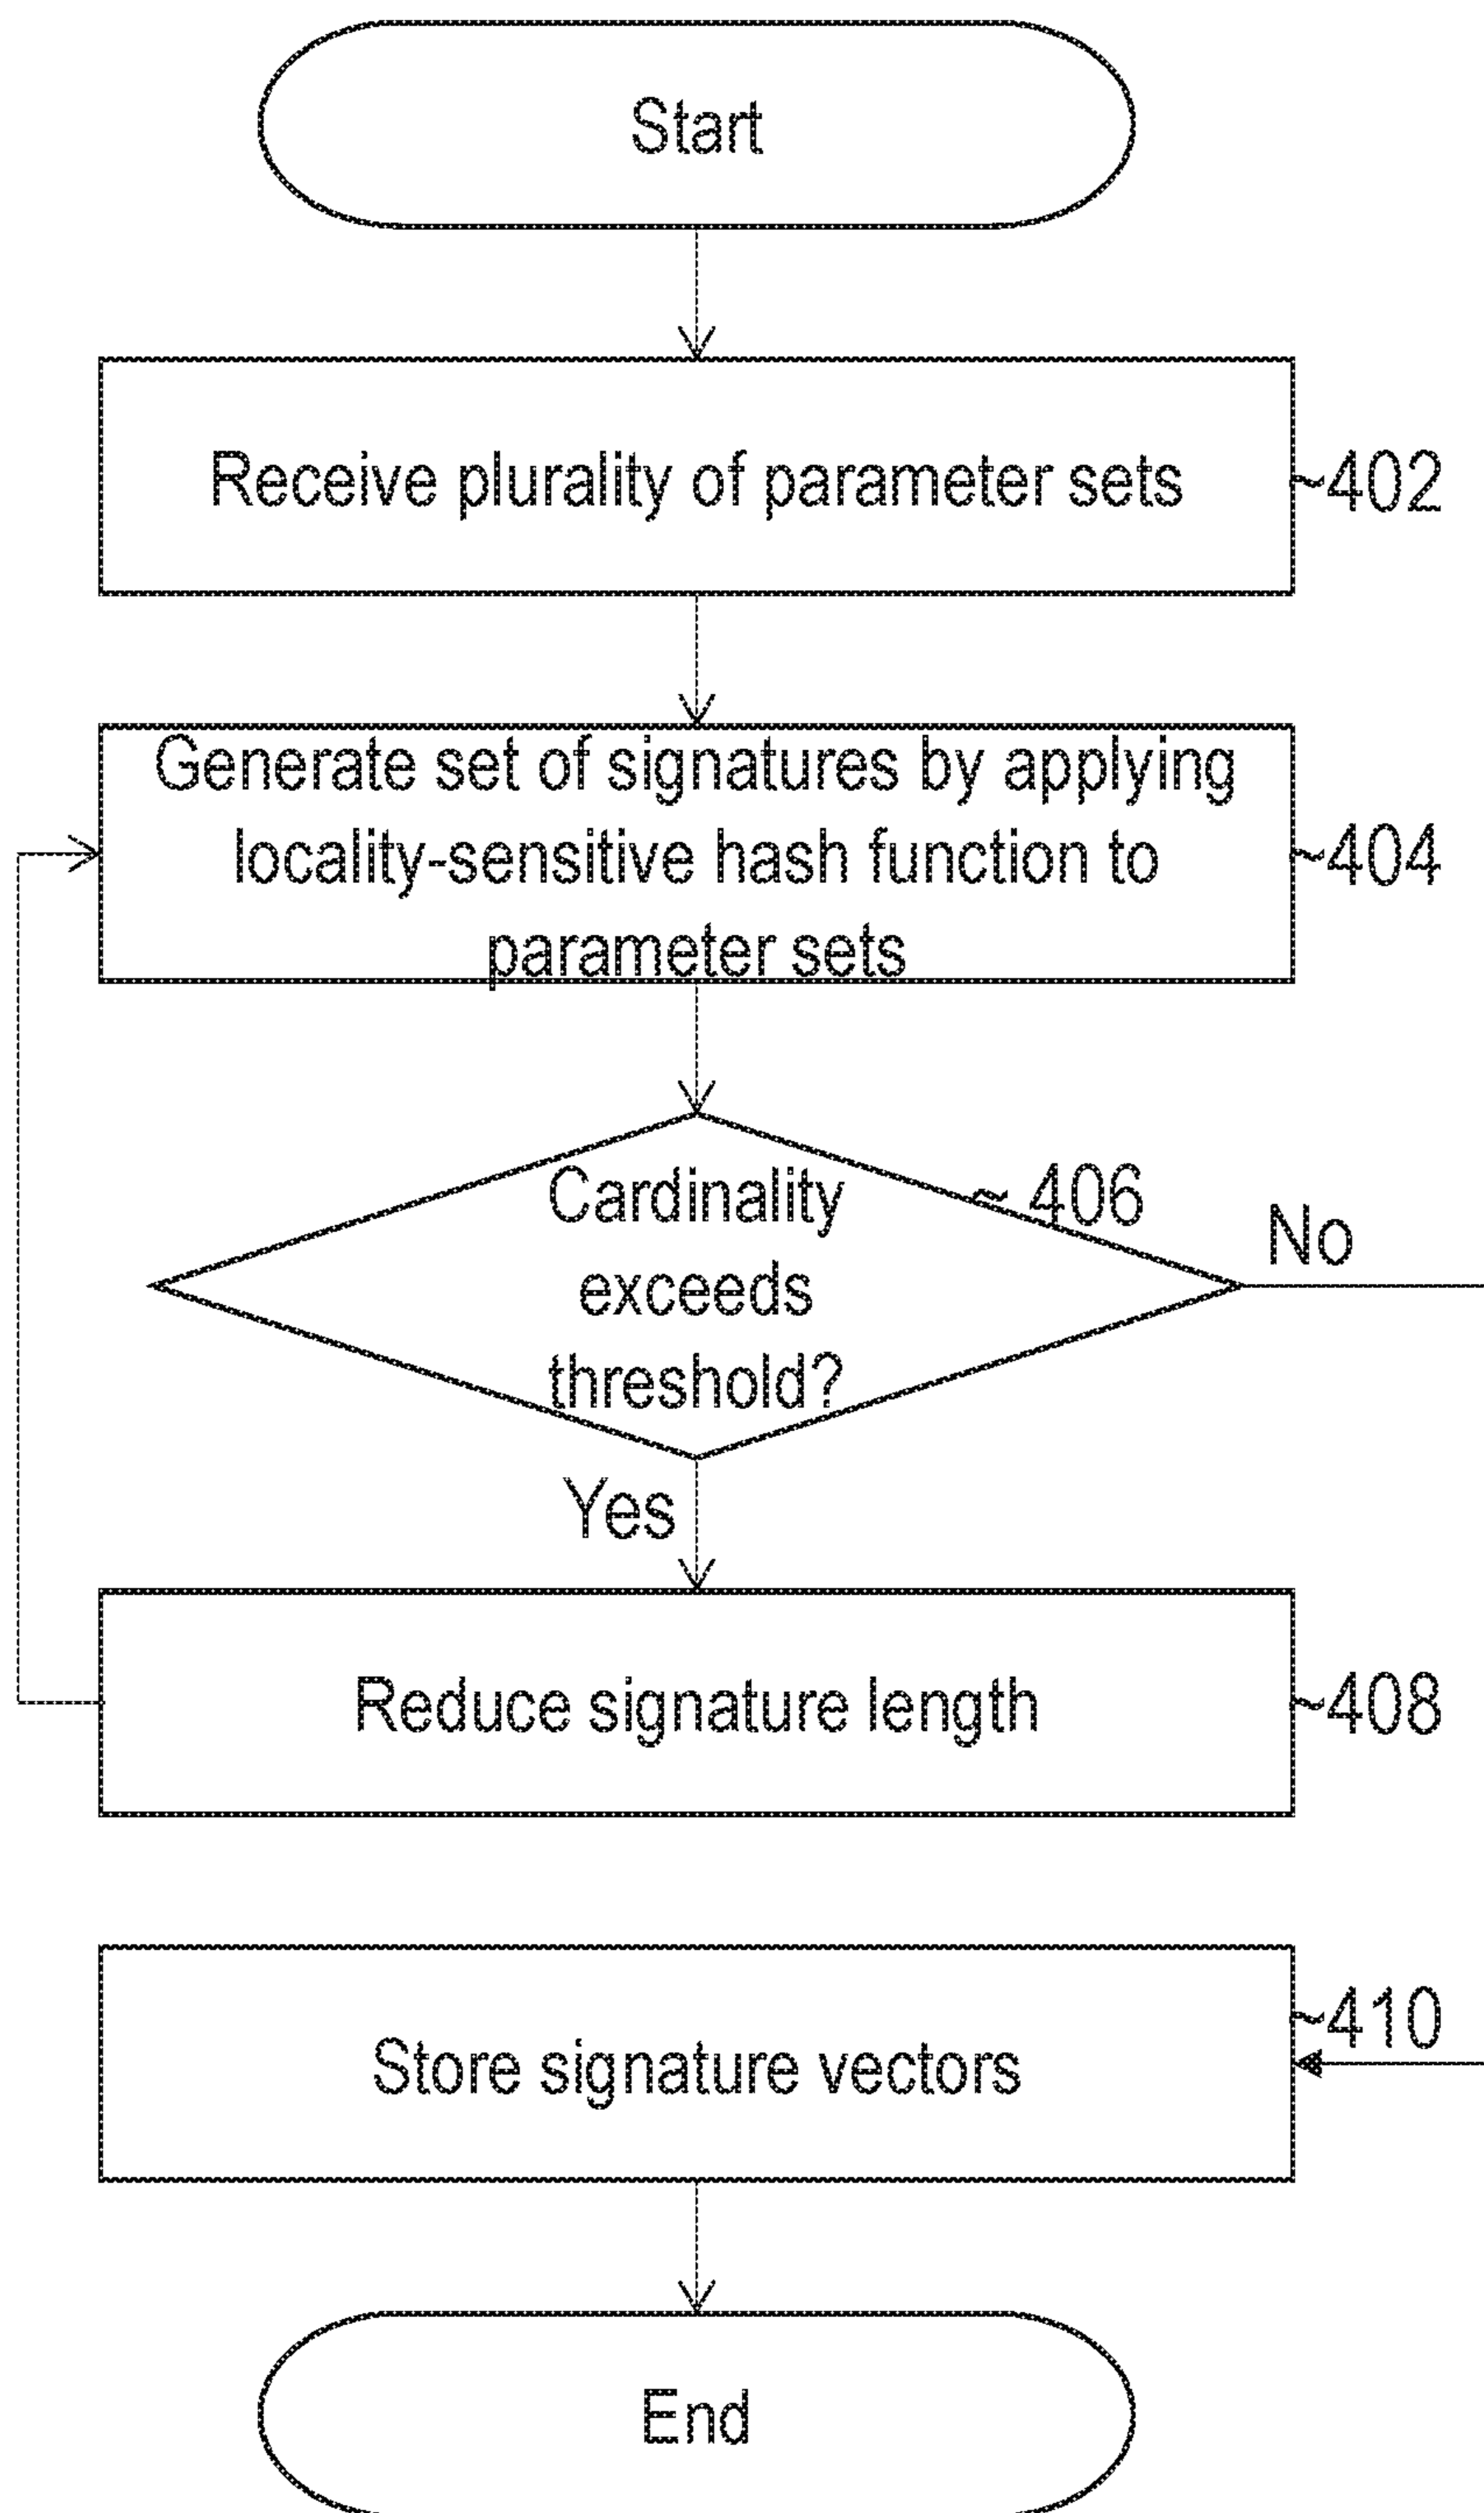 Start
Receive plurality of parameter sets
~402
Generate set of signatures by applying
locality-sensitive hash function to
parameter sets
~404
Cardinality
exceeds
threshold?
~ 406
No
Yes
Reduce signature length
~408
Store signature vectors
~410
End